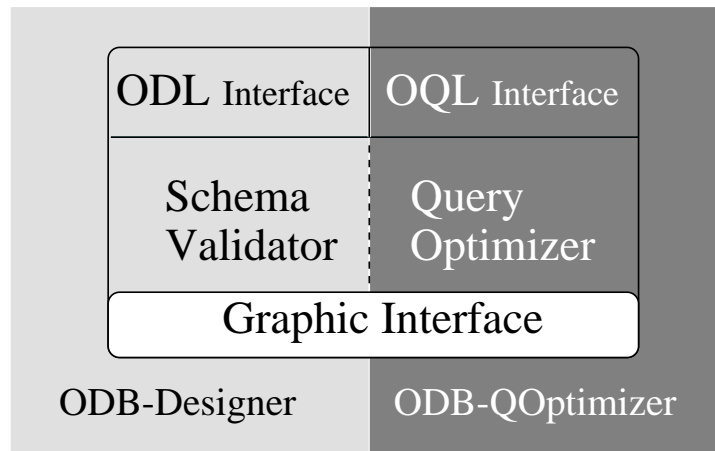 ODL Interface
OQL Interface
Schema
Validator
Query
Optimizer
Graphic Interface
ODB-Designer
ODB-QOptimizer